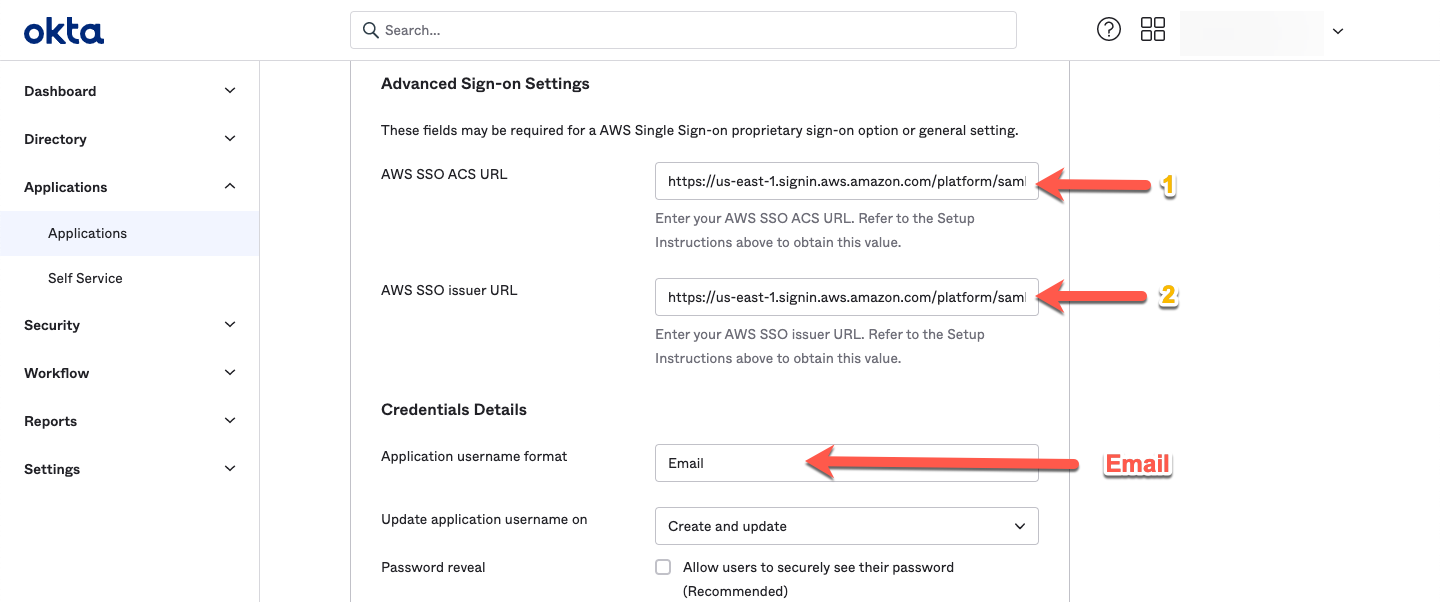 okta
Search...
Dashboard
Directory
Applications
Applications
Self Service
Security
Workflow
Reports
Settings
Advanced Sign-on Settings
These fields may be required for a AWS Single Sign-on proprietary sign-on option or general setting.
AWS SSO ACS URL
https://us-east-1.signin.aws.amazon.com/platform/saml
1
Enter your AWS SSO ACS URL. Refer to the Setup
Instructions above to obtain this value.
AWS SSO issuer URL
https://us-east-1.signin.aws.amazon.com/platform/saml
2
Enter your AWS SSO issuer URL. Refer to the Setup
Instructions above to obtain this value.
Credentials Details
Application username format
Email
Email
Update application username on
Create and update
Password reveal
Allow users to securely see their password
(Recommended)